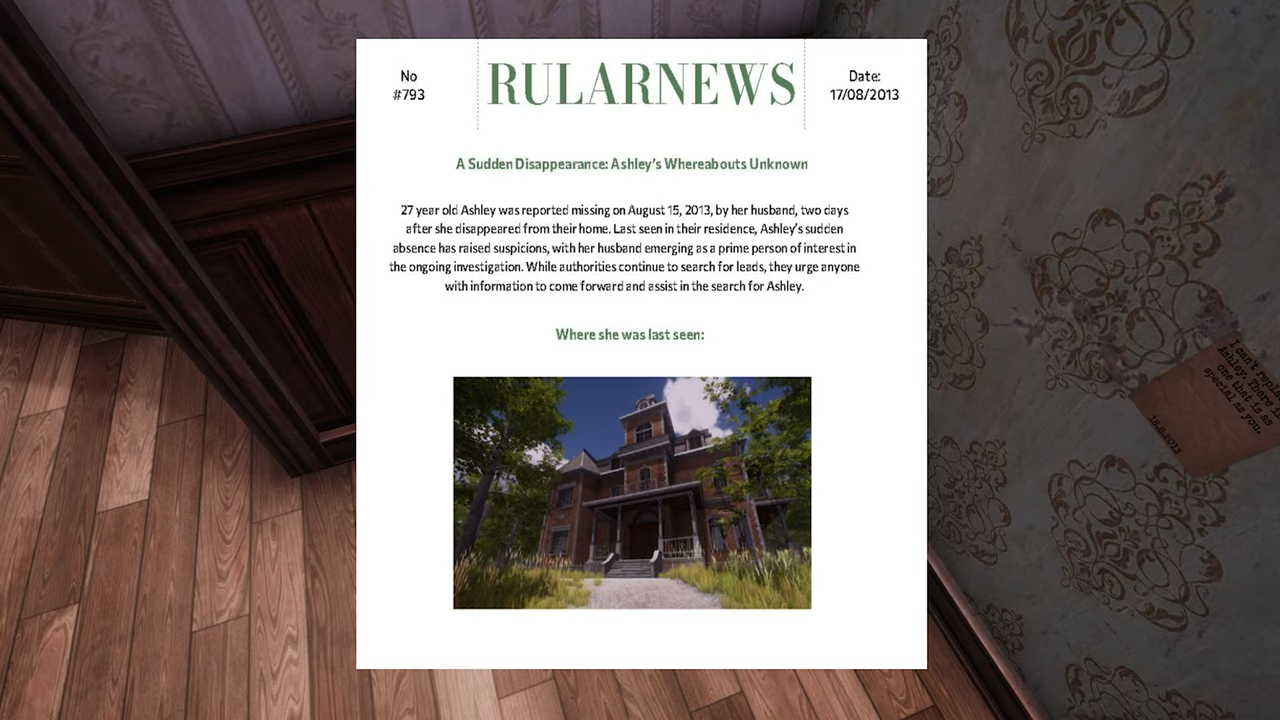 No
#793
RULARNEWS
Date:
17/08/2013
A Sudden Disappearance: Ashley's Whereabouts Unknown
27 year old Ashley was reported missing on August 15, 2013, by her husband, two days
after she disappeared from their home. Last seen in their residence, Ashley's sudden
absence has raised suspicions, with her husband emerging as a prime person of interest in
the ongoing investigation. While authorities continue to search for leads, they urge anyone
with information to come forward and assist in the search for Ashley.
Where she was last seen:
I can't
Ashley. There
one that is as
special as you.